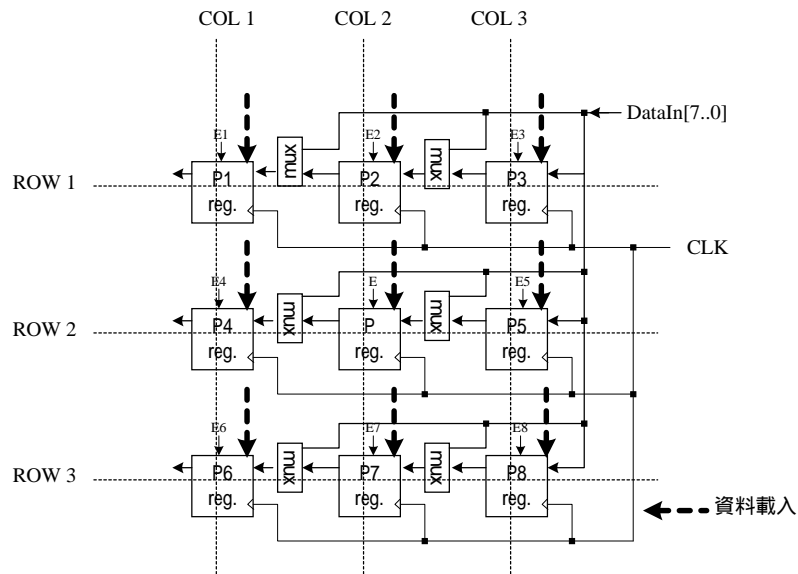 COL 1 COL 2 COL 3
DataIn[7..0]
E1 E2 E3
mux mux
ROW 1
P1 P2 P3
reg. reg. reg.
CLK
E4 E E5
mux mux
ROW 2
P4 P P5
reg. reg. reg.
E6 E7 E8
mux mux
ROW 3
P6 P7 P8
reg. reg. reg.
資料載入